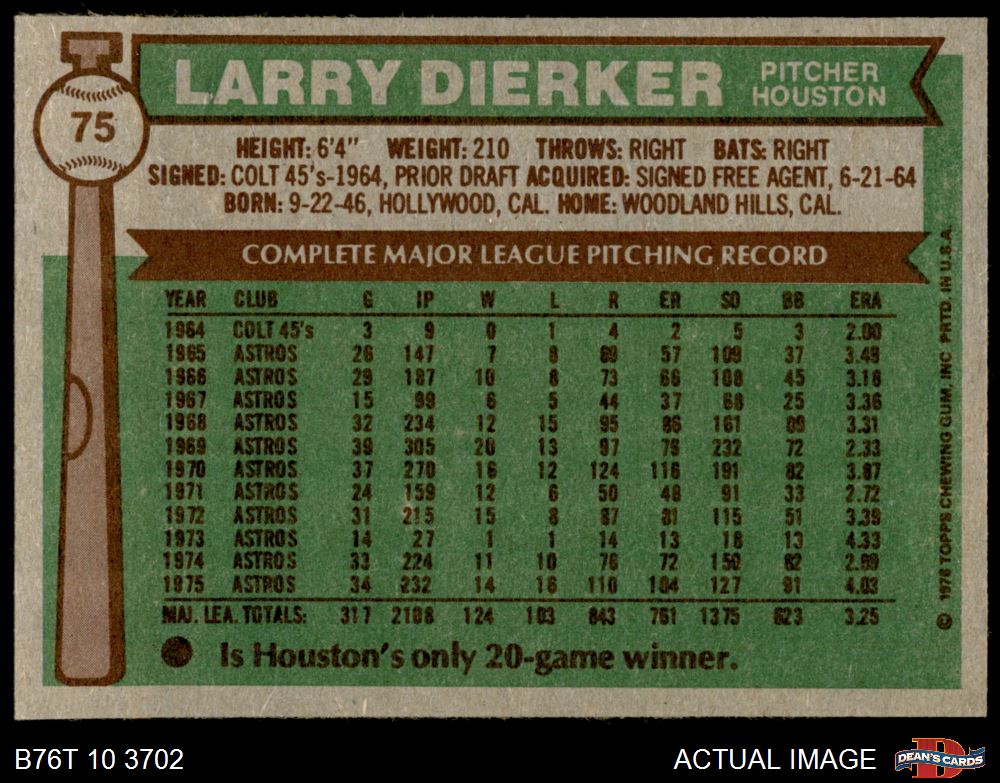 LARRY DIERKER
PITCHER
HOUSTON
75
HEIGHT: 6'4" WEIGHT: 210 THROWS: RIGHT BATS: RIGHT
SIGNED: COLT 45's-1964, PRIOR DRAFT ACQUIRED: SIGNED FREE AGENT, 6-21-64
BORN: 9-22-46, HOLLYWOOD, CAL. HOME: WOODLAND HILLS, CAL.
COMPLETE MAJOR LEAGUE PITCHING RECORD
YEAR CLUB G IP W L R ER SO BB ERA
1964 COLT 45's 3 9 0 1 4 2 5 3 2.00
1965 ASTROS 26 147 7 8 69 57 109 37 3.49
1966 ASTROS 29 187 10 8 73 66 108 45 3.18
1967 ASTROS 15 99 6 5 44 37 68 25 3.36
1968 ASTROS 32 234 12 15 95 86 161 89 3.31
1969 ASTROS 39 305 20 13 97 79 232 72 2.33
1970 ASTROS 37 270 16 12 124 116 191 82 3.87
1971 ASTROS 24 159 12 6 50 48 91 33 2.72
1972 ASTROS 31 215 15 8 87 81 115 51 3.39
1973 ASTROS 14 27 1 1 14 13 18 13 4.33
1974 ASTROS 33 224 11 10 76 72 150 82 2.89
1975 ASTROS 34 232 14 16 110 104 127 91 4.03
MAJ. LEA. TOTALS: 317 2108 124 103 843 761 1375 623 3.25
Is Houston's only 20-game winner.
© 1976 TOPPS CHEWING GUM, INC PRTD. IN U.S.A.
B76T 10 3702
ACTUAL IMAGE
D
DEAN'S CARDS